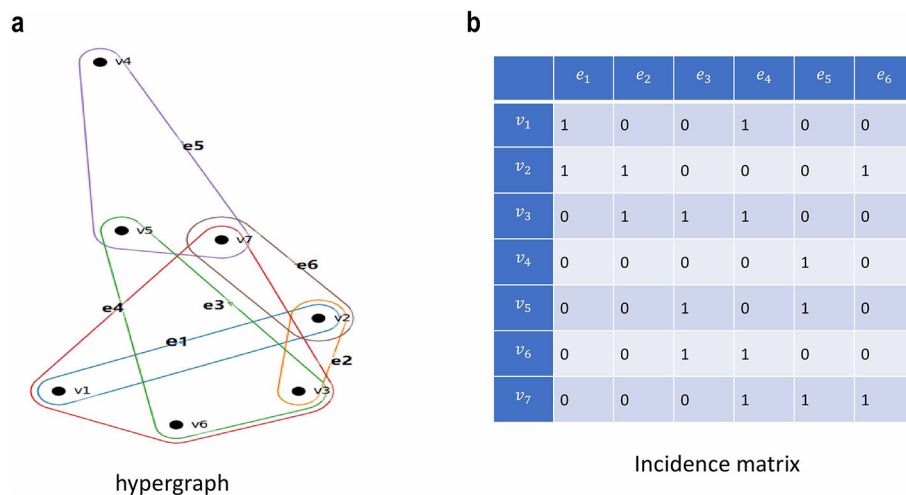 a
v4
e5
v5
v7
e6
e4
e3
v2
e1
e2
v1
v3
v6
hypergraph
b
e₁ e₂ e₃ e₄ e₅ e₆
v₁ 1 0 0 1 0 0
v₂ 1 1 0 0 0 1
v₃ 0 1 1 1 0 0
v₄ 0 0 0 0 1 0
v₅ 0 0 1 0 1 0
v₆ 0 0 1 1 0 0
v₇ 0 0 0 1 1 1
Incidence matrix